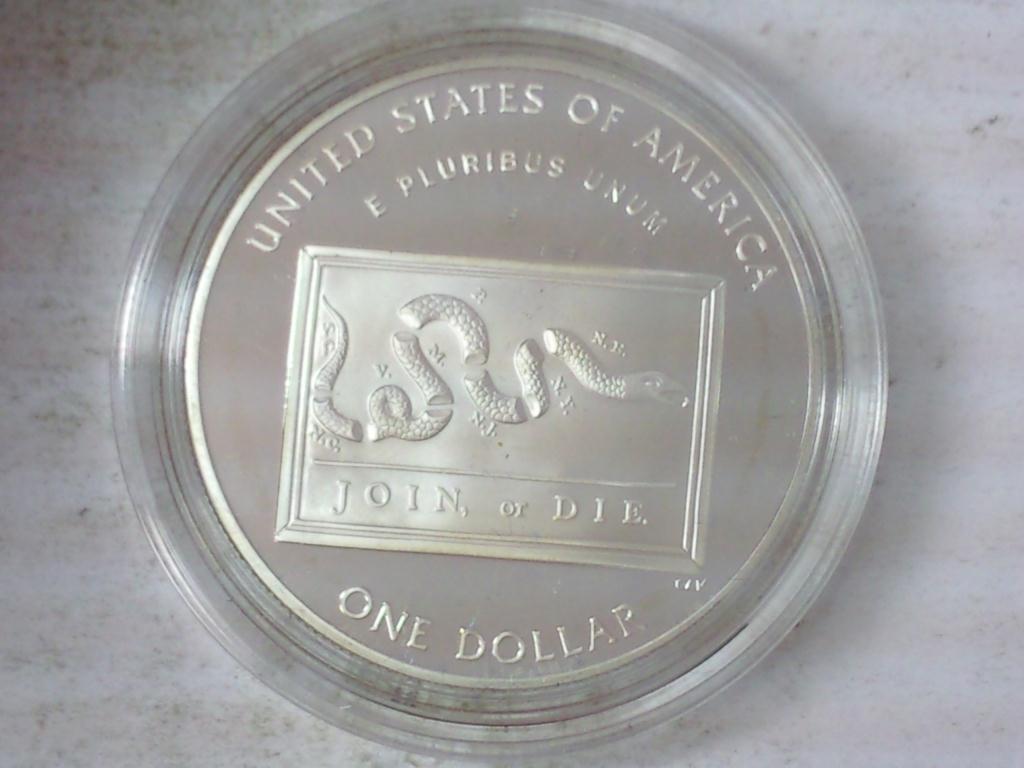 UNITED STATES OF AMERICA
E PLURIBUS UNUM
S.C.
N.C.
V.
M.
N.E.
JOIN, or DIE.
ONE DOLLAR